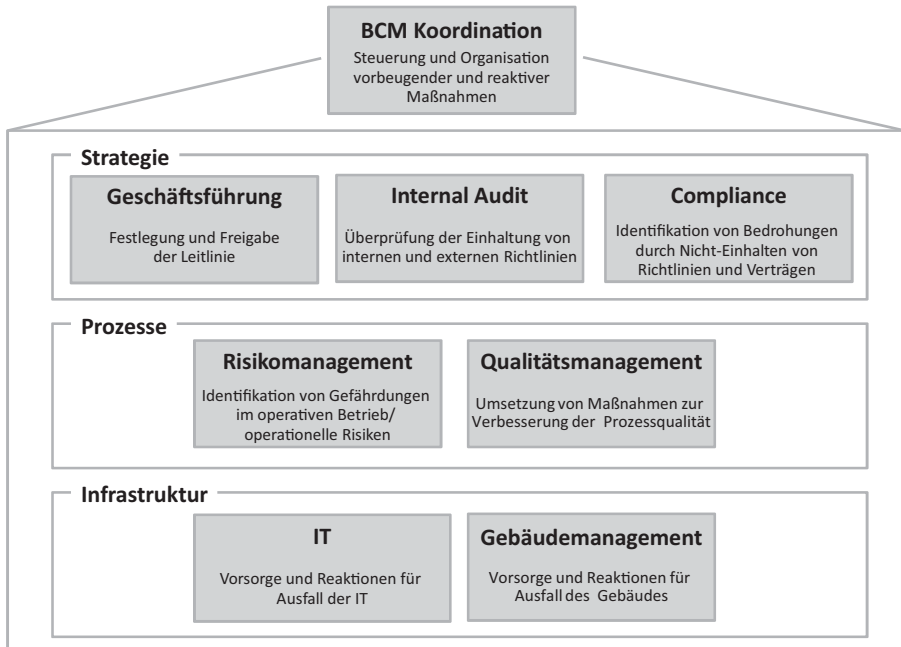 BCM Koordination
Steuerung und Organisation
vorbeugender und reaktiver
Maßnahmen
Strategie
Geschäftsführung
Festlegung und Freigabe
der Leitlinie
Internal Audit
Überprüfung der Einhaltung von
internen und externen Richtlinien
Compliance
Identifikation von Bedrohungen
durch Nicht-Einhalten von
Richtlinien und Verträgen
Prozesse
Risikomanagement
Identifikation von Gefährdungen
im operativen Betrieb/
operationelle Risiken
Qualitätsmanagement
Umsetzung von Maßnahmen zur
Verbesserung der Prozessqualität
Infrastruktur
IT
Vorsorge und Reaktionen für
Ausfall der IT
Gebäudemanagement
Vorsorge und Reaktionen für
Ausfall des Gebäudes